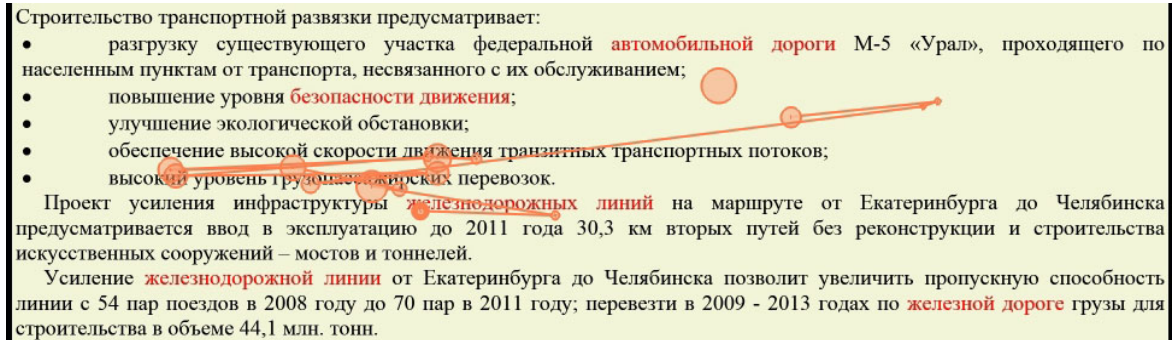 Строительство транспортной развязки предусматривает:
• разгрузку существующего участка федеральной автомобильной дороги М-5 «Урал», проходящего по
населенным пунктам от транспорта, несвязанного с их обслуживанием;
• повышение уровня безопасности движения;
• улучшение экологической обстановки;
• обеспечение высокой скорости движения транзитных транспортных потоков;
• высокий уровень грузопассажирских перевозок.
Проект усиления инфраструктуры железнодорожных линий на маршруте от Екатеринбурга до Челябинска
предусматривается ввод в эксплуатацию до 2011 года 30,3 км вторых путей без реконструкции и строительства
искусственных сооружений – мостов и тоннелей.
Усиление железнодорожной линии от Екатеринбурга до Челябинска позволит увеличить пропускную способность
линии с 54 пар поездов в 2008 году до 70 пар в 2011 году; перевезти в 2009 - 2013 годах по железной дороге грузы для
строительства в объеме 44,1 млн. тонн.